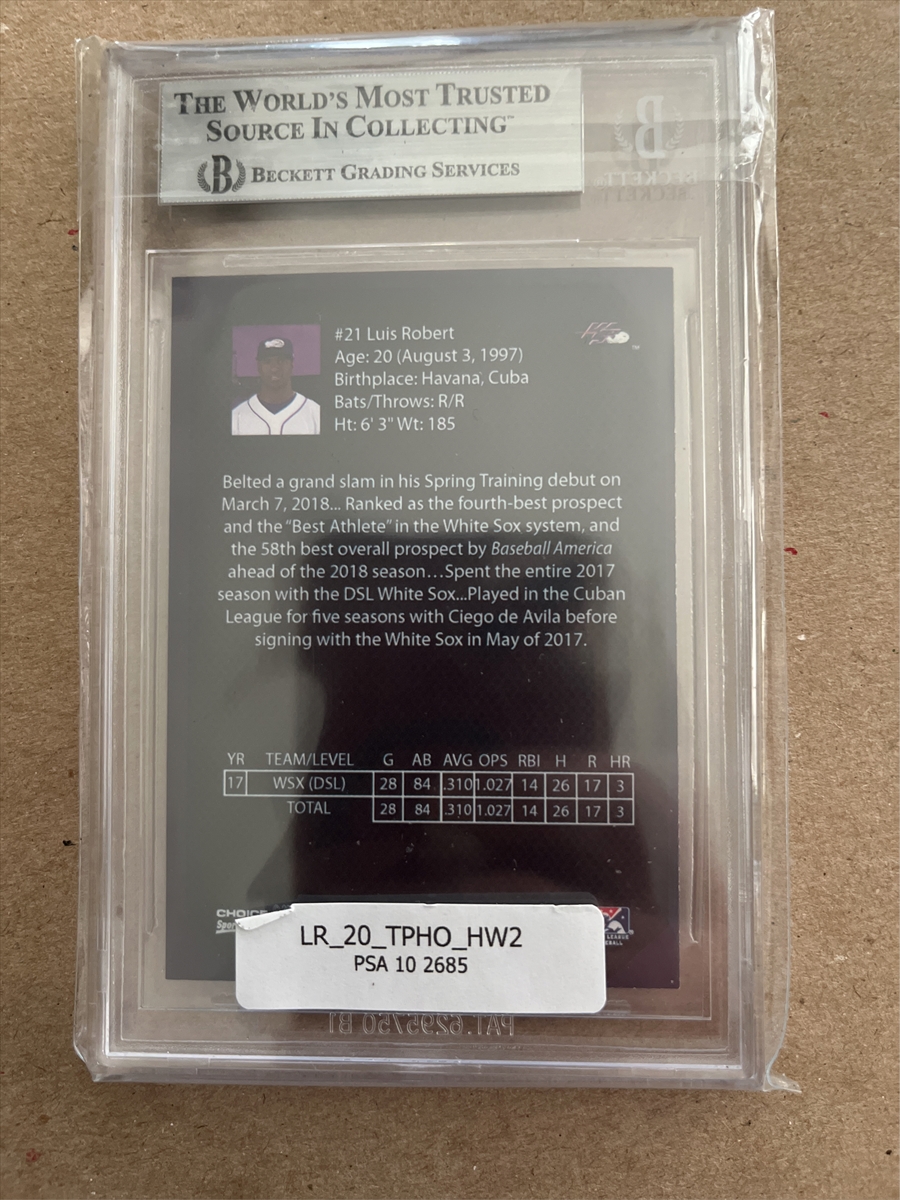 THE WORLD'S MOST TRUSTED
SOURCE IN COLLECTING™
B BECKETT GRADING SERVICES
B
BECKETT
BECKETT
#21 Luis Robert
Age: 20 (August 3, 1997)
Birthplace: Havana, Cuba
Bats/Throws: R/R
Ht: 6' 3" Wt: 185
TM
Belted a grand slam in his Spring Training debut on
March 7, 2018... Ranked as the fourth-best prospect
and the “Best Athlete” in the White Sox system, and
the 58th best overall prospect by Baseball America
ahead of the 2018 season...Spent the entire 2017
season with the DSL White Sox...Played in the Cuban
League for five seasons with Ciego de Avila before
signing with the White Sox in May of 2017.
YR TEAM/LEVEL G AB AVG OPS RBI H R HR
17 WSX (DSL) 28 84 .310 1.027 14 26 17 3
TOTAL 28 84 .310 1.027 14 26 17 3
CHOICE
LR_20_TPHO_HW2
PSA 10 2685
PAT.6295750 B1